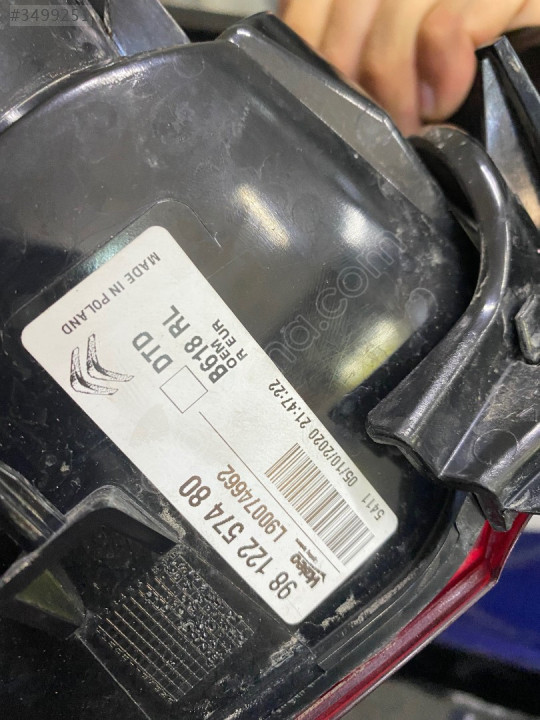 #3499251
MADE IN POLAND
DTD
B618 RL
OEM
R EUR
98 122 574 80
L90074662
Valeo
5411 05/10/2020 21:47:22